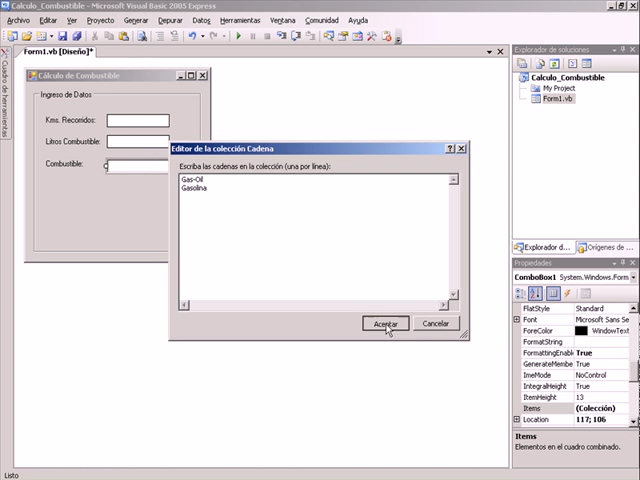 Calculo_Combustible - Microsoft Visual Basic 2005 Express
Archivo Editar Ver Proyecto Generar Depurar Datos Herramientas Ventana Comunidad Ayuda
Form1.vb [Diseño]*
Cuadro de herramientas
Cálculo de Combustible
Ingreso de Datos
Kms. Recorridos:
Litros Combustible:
Combustible:
Editor de la colección Cadena
Escriba las cadenas en la colección (una por línea):
Gas-Oil
Gasolina
Aceptar
Cancelar
Explorador de soluciones
Calculo_Combustible
My Project
Form1.vb
Explorador d...
Orígenes de ...
Propiedades
ComboBox1 System.Windows.Form
FlatStyle Standard
Font Microsoft Sans Se
ForeColor WindowText
FormatString
FormattingEnabl True
GenerateMembe True
ImeMode NoControl
IntegralHeight True
ItemHeight 13
Items (Colección)
Location 117; 106
Items
Elementos en el cuadro combinado.
Listo